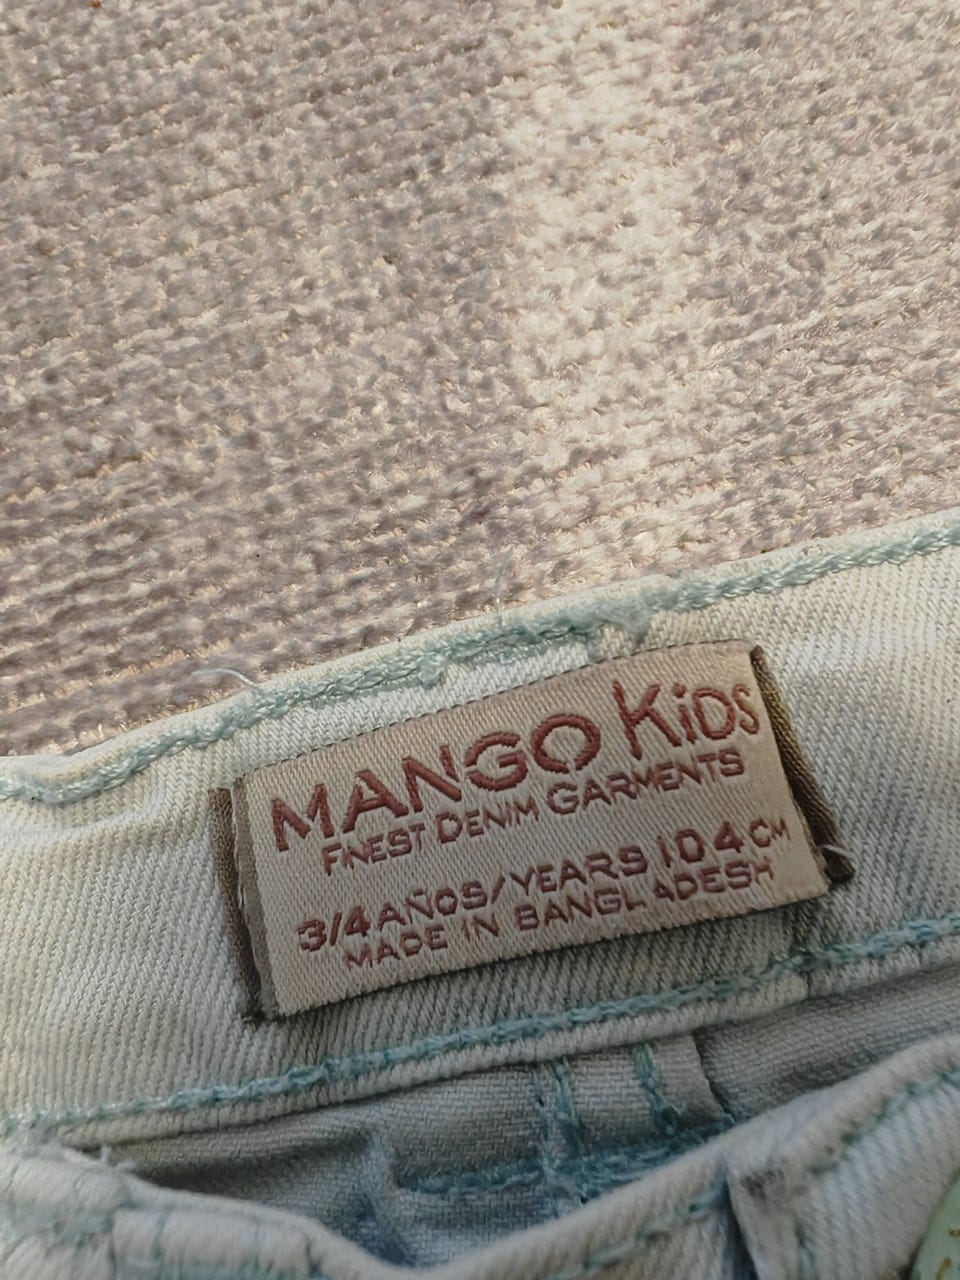 MANGO KiDS
FINEST DENIM GARMENTS
3/4 AÑOS/YEARS 104 CM
MADE IN BANGLADESH